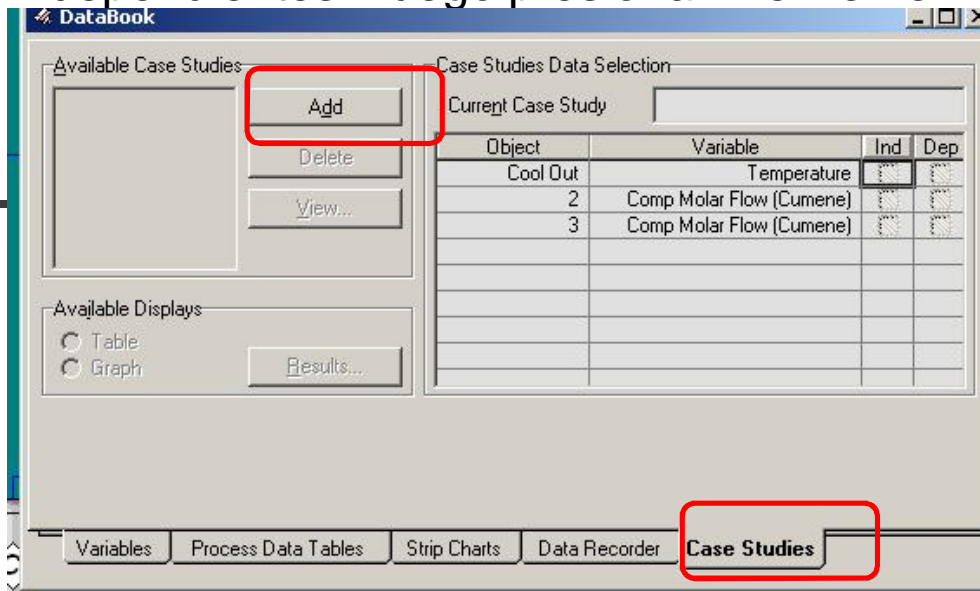 DataBook
Available Case Studies
Add
Delete
View...
Available Displays
Table
Graph
Results...
Case Studies Data Selection
Current Case Study
Object Variable Ind Dep
Cool Out Temperature
2 Comp Molar Flow (Cumene)
3 Comp Molar Flow (Cumene)
Variables Process Data Tables Strip Charts Data Recorder Case Studies